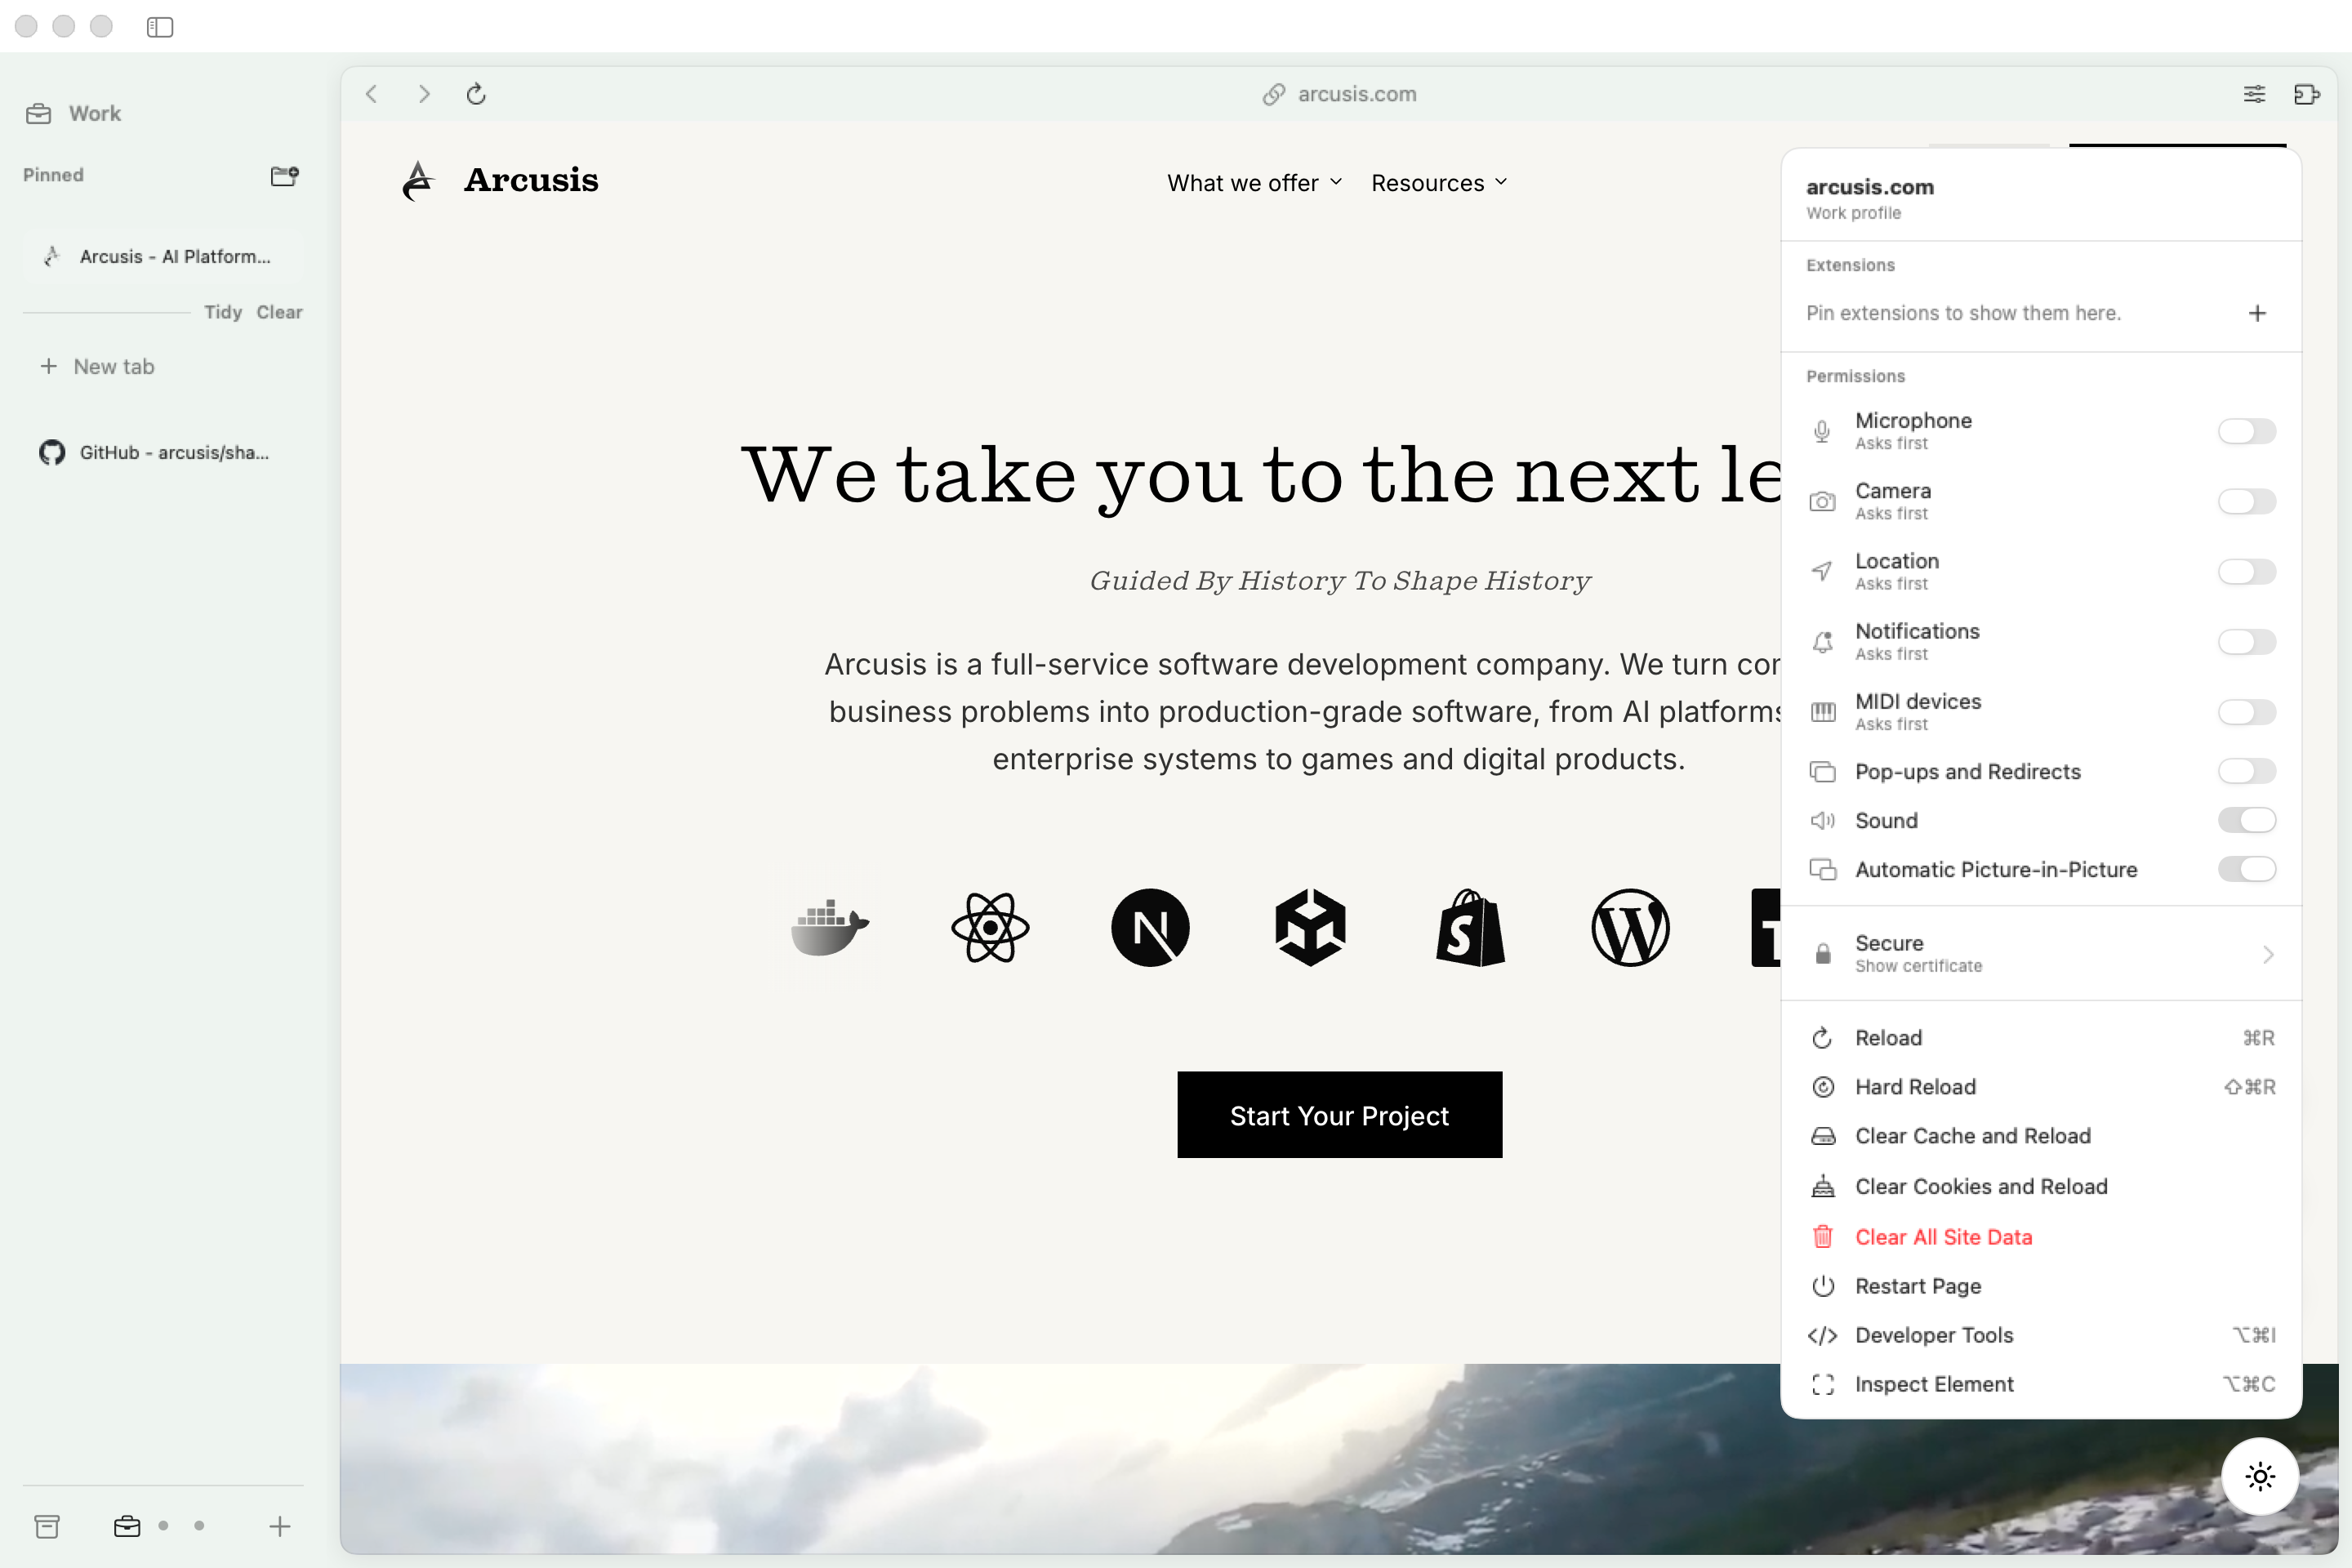 Work
Pinned
Arcusis - AI Platform...
Tidy Clear
New tab
GitHub - arcusis/sha...
arcusis.com
Arcusis
What we offer
Resources
We take you to the next le
Guided By History To Shape History
Arcusis is a full-service software development company. We turn cor
business problems into production-grade software, from AI platforms
enterprise systems to games and digital products.
Start Your Project
arcusis.com
Work profile
Extensions
Pin extensions to show them here.
Permissions
Microphone
Asks first
Camera
Asks first
Location
Asks first
Notifications
Asks first
MIDI devices
Asks first
Pop-ups and Redirects
Sound
Automatic Picture-in-Picture
Secure
Show certificate
Reload ⌘R
Hard Reload ⇧⌘R
Clear Cache and Reload
Clear Cookies and Reload
Clear All Site Data
Restart Page
Developer Tools ⌥⌘I
Inspect Element ⌥⌘C